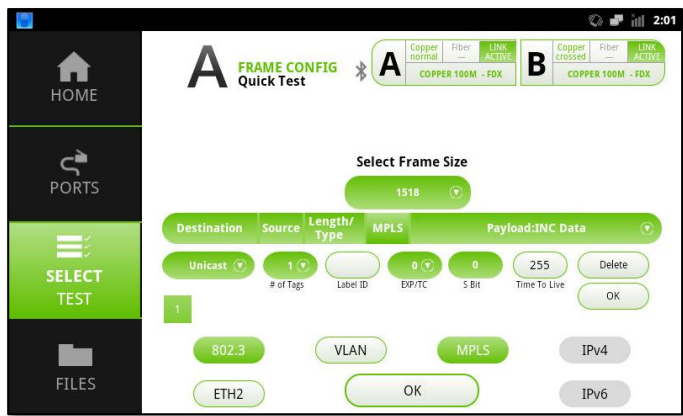 2:01
HOME
PORTS
SELECT
TEST
FILES
A
FRAME CONFIG
Quick Test
A
Copper
normal
Fiber
---
LINK
ACTIVE
COPPER 100M - FDX
B
Copper
crossed
Fiber
---
LINK
ACTIVE
COPPER 100M - FDX
Select Frame Size
1518
Destination Source Length/ Type MPLS Payload:INC Data
Unicast 1 0 0 255 Delete
# of Tags Label ID EXP/TC S Bit Time To Live
OK
1
802.3 VLAN MPLS IPv4
ETH2 OK IPv6